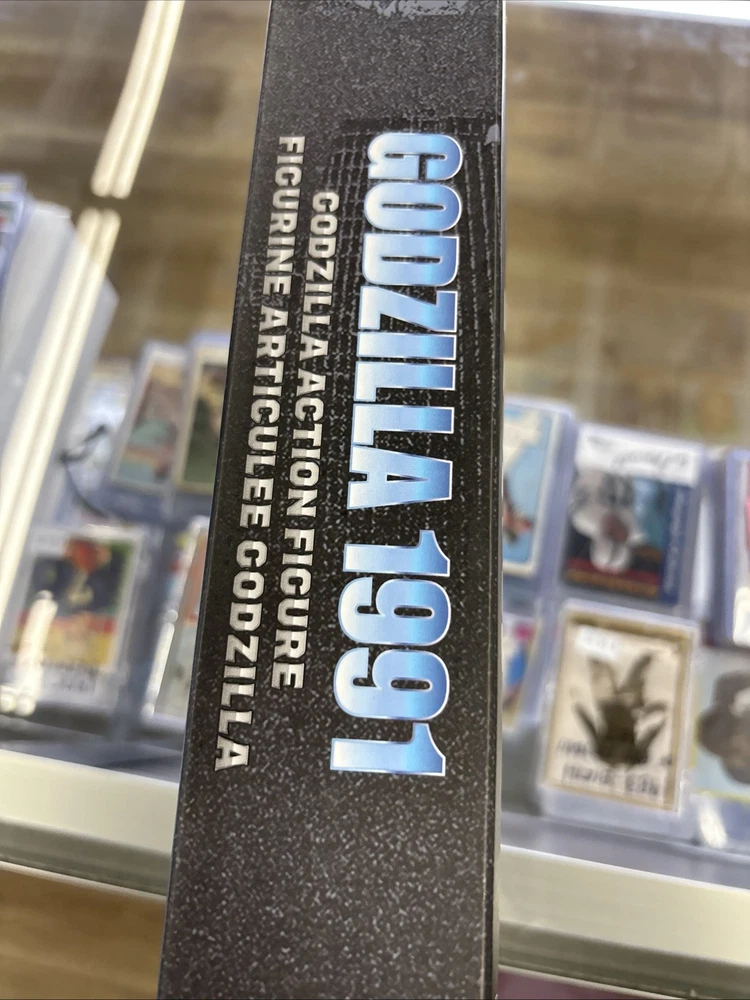 GODZILLA 1991
GODZILLA ACTION FIGURE
FIGURINE ARTICULEE GODZILLA